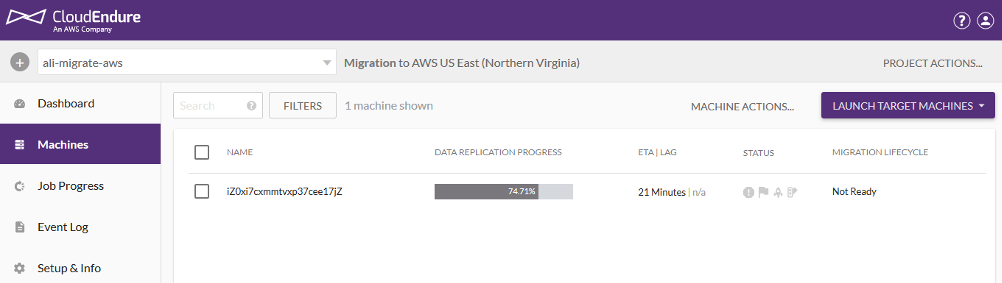 CloudEndure
An AWS Company
ali-migrate-aws
Migration to AWS US East (Northern Virginia)
PROJECT ACTIONS...
Dashboard
Machines
Job Progress
Event Log
Setup & Info
Search
FILTERS
1 machine shown
MACHINE ACTIONS...
LAUNCH TARGET MACHINES
NAME
DATA REPLICATION PROGRESS
ETA | LAG
STATUS
MIGRATION LIFECYCLE
iZ0xi7cxmmtvxp37cee17jZ
74.71%
21 Minutes | n/a
Not Ready